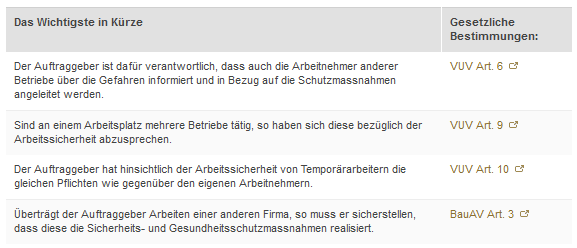 Das Wichtigste in Kürze
Gesetzliche
Bestimmungen:
Der Auftraggeber ist dafür verantwortlich, dass auch die Arbeitnehmer anderer
Betriebe über die Gefahren informiert und in Bezug auf die Schutzmassnahmen
angeleitet werden.
VUV Art. 6
Sind an einem Arbeitsplatz mehrere Betriebe tätig, so haben sich diese bezüglich der
Arbeitssicherheit abzusprechen.
VUV Art. 9
Der Auftraggeber hat hinsichtlich der Arbeitssicherheit von Temporärarbeitern die
gleichen Pflichten wie gegenüber den eigenen Arbeitnehmern.
VUV Art. 10
Überträgt der Auftraggeber Arbeiten einer anderen Firma, so muss er sicherstellen,
dass diese die Sicherheits- und Gesundheitsschutzmassnahmen realisiert.
BauAV Art. 3